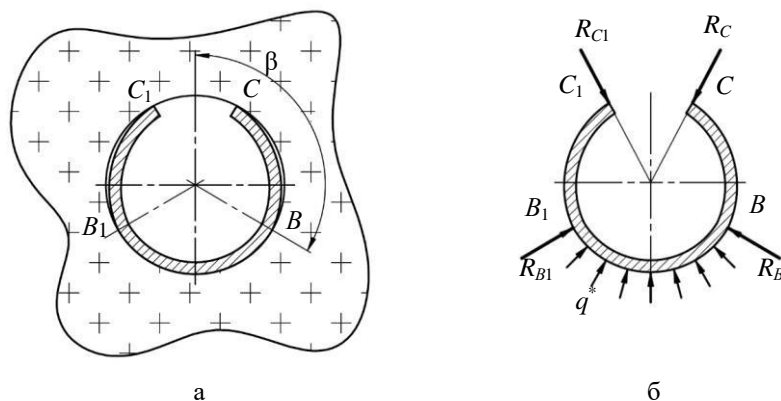 β
C₁ C
B₁ B
а
R_C1 R_C
C₁ C
B₁ B
R_B1 R_B
q*
б